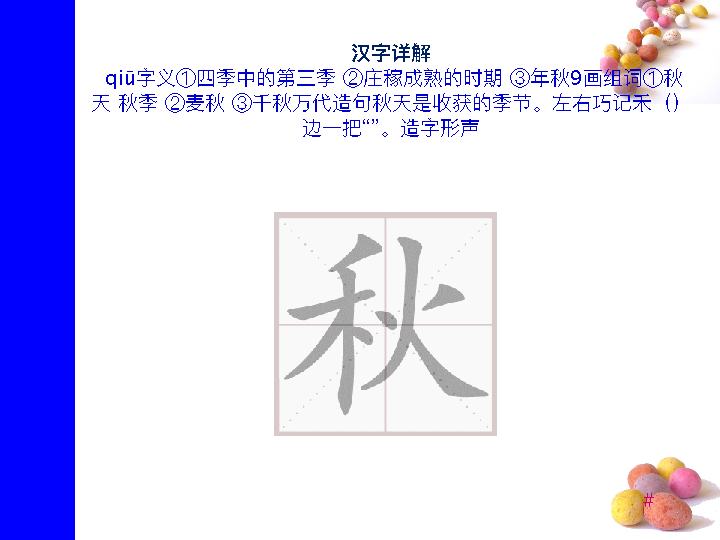 汉字详解
qiū字义①四季中的第三季 ②庄稼成熟的时期 ③年秋9画组词①秋
天 秋季 ②麦秋 ③千秋万代造句秋天是收获的季节。左右巧记禾（）
边一把“”。造字形声
秋
#